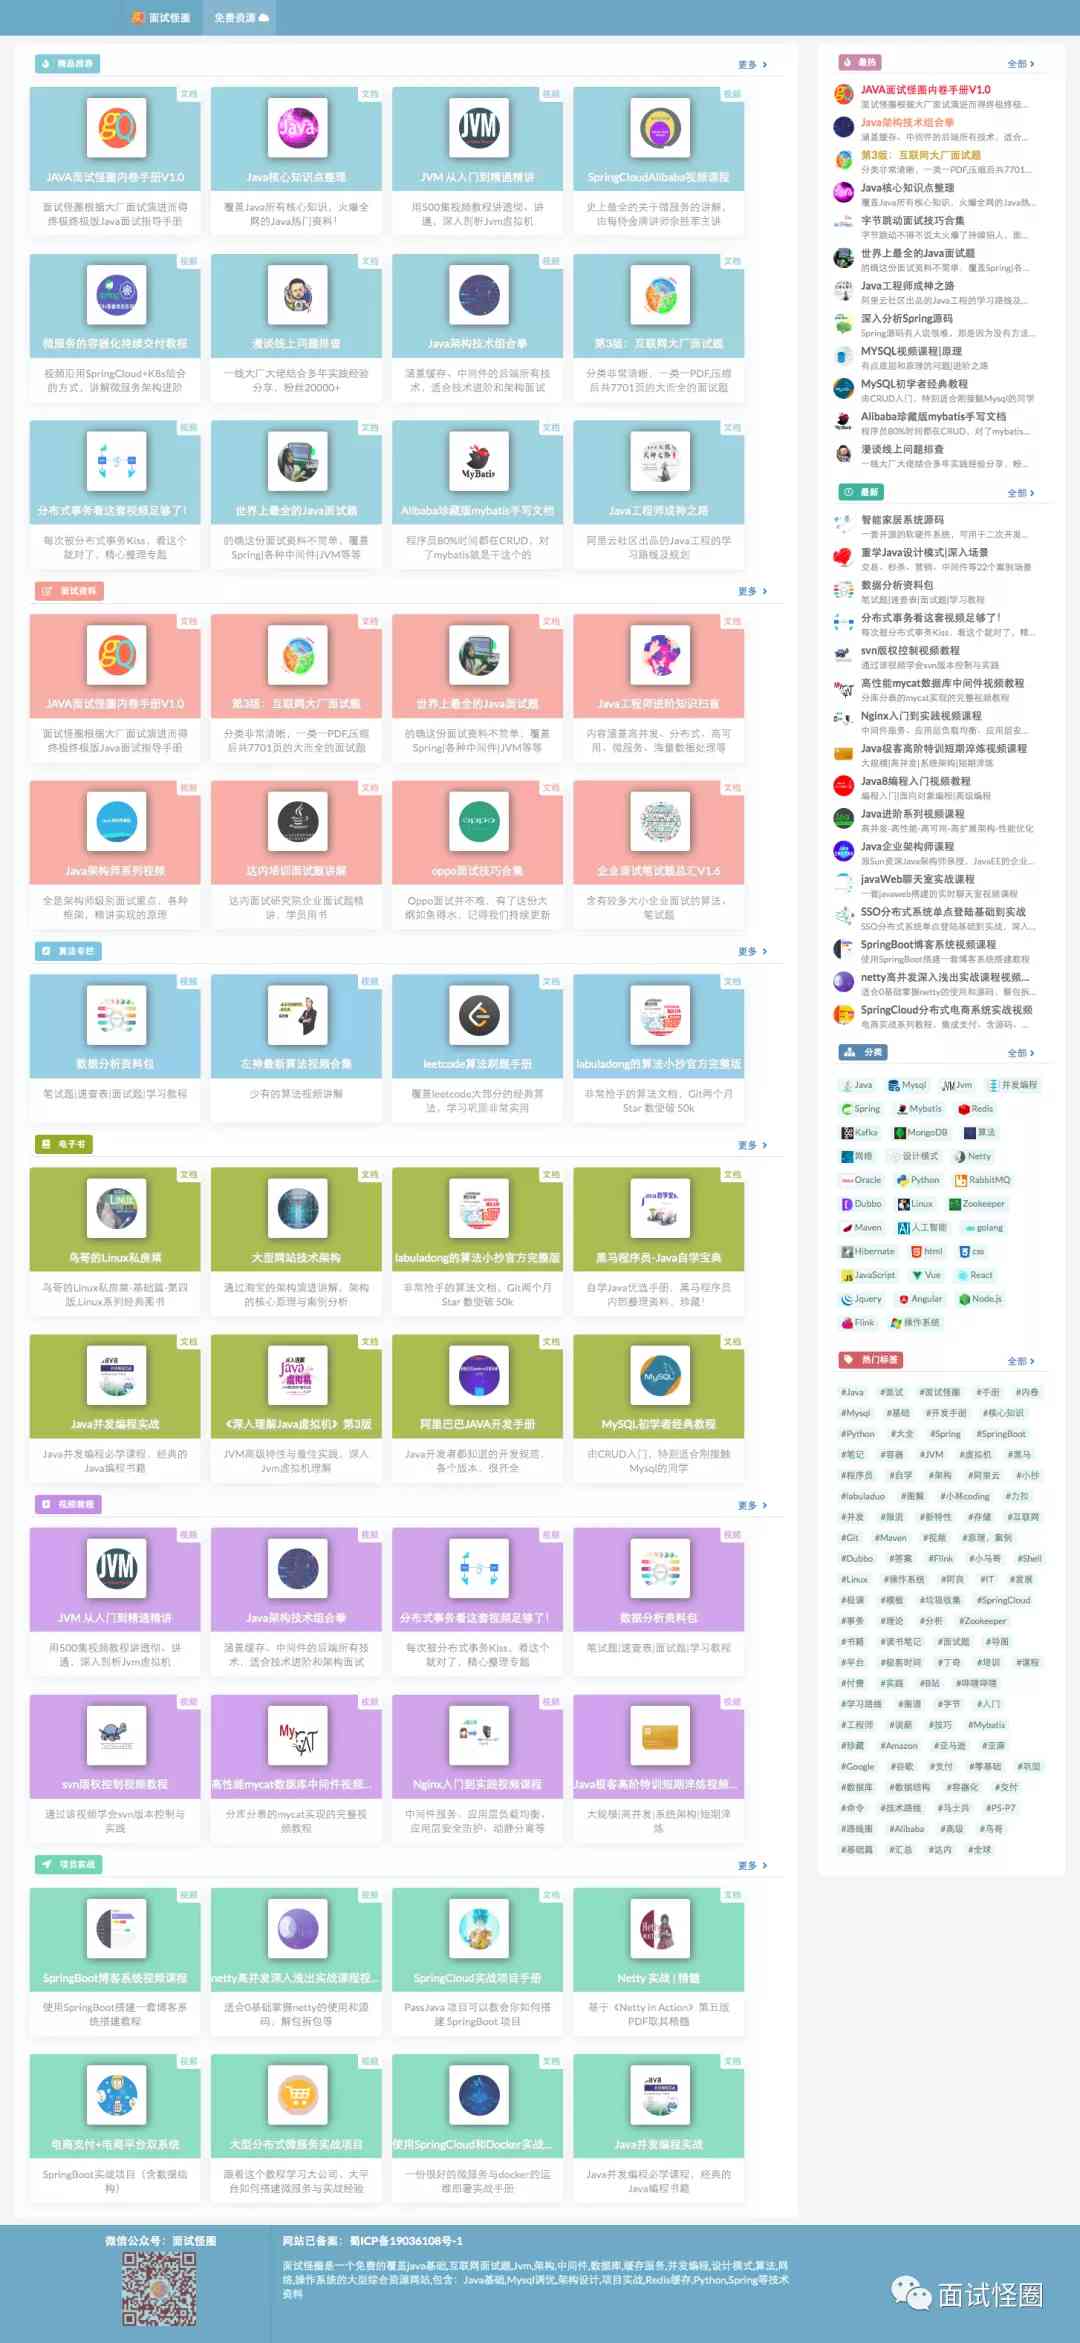 面试怪圈
免费资源
精品推荐
更多
文档
JAVA面试怪圈内卷手册V1.0
面试怪圈根据大厂面试演进而得
终极终极版Java面试指导手册
文档
Java核心知识点整理
覆盖Java所有核心知识，火爆全
网的Java热门资料！
视频
JVM 从入门到精通精讲
用500集视频教程讲透彻、讲
通，深入剖析Jvm虚拟机
视频
SpringCloudAlibaba视频课程
史上最全的关于微服务的讲解，
视频
微服务的容器化持续交付教程
视频沿用SpringCloud+K8s结合
的方式，讲解微服务架构进阶
文档
漫谈线上问题排查
一线大厂大佬结合多年实践经验
分享，粉丝20000+
文档
Java架构技术组合拳
涵盖缓存、中间件的后端所有技
术，适合技术进阶和架构面试
文档
第3版：互联网大厂面试题
分类非常清晰，一类一PDF,压缩
后共7701页的大而全的面试题
视频
分布式事务看这套视频足够了！
每次被分布式事务Kiss，看这个
就对了，精心整理专题
文档
世界上最全的Java面试题
的确这份面试资料不简单，覆盖
Spring|各种中间件|JVM等等
文档
Alibaba珍藏版mybatis手写文档
程序员80%时间都在CRUD，对
了mybatis就是干这个的
文档
Java工程师成神之路
阿里云社区出品的Java工程的学
习路线及规划
面试资料
更多
文档
JAVA面试怪圈内卷手册V1.0
面试怪圈根据大厂面试演进而得
终极终极版Java面试指导手册
文档
第3版：互联网大厂面试题
分类非常清晰，一类一PDF,压缩
后共7701页的大而全的面试题
文档
世界上最全的Java面试题
的确这份面试资料不简单，覆盖
Spring|各种中间件|JVM等等
文档
Java工程师进阶知识扫盲
内容涵盖高并发、分布式、高可
用、微服务、海量数据处理等
视频
Java架构师系列视频
全是架构师级别面试重点，各种
框架，精讲实现的原理
文档
达内培训面试题讲解
达内面试研究院企业面试题精
讲，学员用书
文档
oppo面试技巧合集
Oppo面试并不难，有了这份大
纲如鱼得水，记得我们持续更新
文档
企业面试笔试题总汇V1.6
含有较多大小企业面试的算法、
笔试题
算法专栏
更多
视频
数据分析资料包
笔试题|速查表|面试题|学习教程
视频
左神最新算法视频合集
少有的算法视频讲解
文档
leetcode算法刷题手册
覆盖leetcode大部分的经典算
法，学习巩固非常实用
文档
labuladong的算法小抄官方完整版
非常抢手的算法文档，Git两个月
Star 数便破 50k
电子书
更多
文档
鸟哥的Linux私房菜
鸟哥的Linux私房菜-基础篇-第四
版,Linux系列经典图书
文档
大型网站技术架构
通过淘宝的架构演进讲解，架构
的核心原理与案例分析
文档
labuladong的算法小抄官方完整版
非常抢手的算法文档，Git两个月
Star 数便破 50k
文档
黑马程序员-Java自学宝典
自学Java优选手册，黑马程序员
内部整理资料，珍藏！
文档
Java并发编程实战
Java并发编程必学课程，经典的
Java编程书籍
文档
《深入理解Java虚拟机》第3版
JVM高级特性与最佳实践，深入
Jvm虚拟机理解
文档
阿里巴巴JAVA开发手册
Java开发者都知道的开发规范，
各个版本，很齐全
文档
MySQL初学者经典教程
由CRUD入门，特别适合刚接触
Mysql的同学
视频教程
更多
视频
JVM 从入门到精通精讲
用500集视频教程讲透彻、讲
通，深入剖析Jvm虚拟机
视频
Java架构技术组合拳
涵盖缓存、中间件的后端所有技
术，适合技术进阶和架构面试
视频
分布式事务看这套视频足够了！
每次被分布式事务Kiss，看这个
就对了，精心整理专题
视频
数据分析资料包
笔试题|速查表|面试题|学习教程
视频
svn版权控制视频教程
通过该视频学会svn版本控制与
实践
视频
高性能mycat数据库中间件视频...
分库分表的mycat实现的完整视
频教程
视频
Nginx入门到实践视频课程
中间件服务、应用层负载均衡、
应用层安全防护、动静分离等
视频
Java极客高阶特训短期淬炼视频...
大规模|高并发|系统架构|短期淬
炼
项目实战
更多
视频
SpringBoot博客系统视频课程
使用SpringBoot搭建一套博客系
统搭建教程
视频
netty高并发深入浅出实战课程视...
适合0基础掌握netty的使用和源
码，解包拆包等
文档
SpringCloud实战项目手册
PassJava 项目可以教会你如何搭
建 SpringBoot 项目
文档
Netty 实战 | 精髓
基于《Netty in Action》第五版
PDF取其精髓
视频
电商支付+电商平台双系统
SpringBoot实战项目（含数据结
构）
视频
大型分布式微服务实战项目
跟着这个教程学习大公司、大平
台如何搭建微服务与实战经验
文档
使用SpringCloud和Docker实战...
一份很好的微服务与docker的运
维部署实战手册
文档
Java并发编程实战
Java并发编程必学课程，经典的
Java编程书籍
最热
全部
JAVA面试怪圈内卷手册V1.0
面试怪圈根据大厂面试演进而得终极终极...
Java架构技术组合拳
涵盖缓存、中间件的后端所有技术，适合...
第3版：互联网大厂面试题
分类非常清晰，一类一PDF,压缩后共7701...
Java核心知识点整理
覆盖Java所有核心知识，火爆全网的Java热...
字节跳动面试技巧合集
字节跳动不得不说太火爆了持续招人，面...
世界上最全的Java面试题
的确这份面试资料不简单，覆盖Spring|各...
Java工程师成神之路
阿里云社区出品的Java工程的学习路线及...
深入分析Spring源码
Spring源码有人说很难，那是因为没有方法...
MYSQL视频课程|原理
有点底层和原理的问题|进阶之路
MySQL初学者经典教程
由CRUD入门，特别适合刚接触Mysql的同学
Alibaba珍藏版mybatis手写文档
程序员80%时间都在CRUD，对了mybatis...
漫谈线上问题排查
一线大厂大佬结合多年实践经验分享，粉...
最新
全部
智能家居系统源码
一套开源的软硬件系统，可用于二次开发...
重学Java设计模式|深入场景
交易、秒杀、营销、中间件等22个案例场景
数据分析资料包
笔试题|速查表|面试题|学习教程
分布式事务看这套视频足够了！
每次被分布式事务Kiss，看这个就对了，精...
svn版权控制视频教程
通过该视频学会svn版本控制与实践
高性能mycat数据库中间件视频教程
分库分表的mycat实现的完整视频教程
Nginx入门到实践视频课程
中间件服务、应用层负载均衡、应用层安...
Java极客高阶特训短期淬炼视频课程
大规模|高并发|系统架构|短期淬炼
Java8编程入门视频教程
编程入门|面向对象编程|高级编程
Java进阶系列视频课程
高并发-高性能-高可用-高扩展架构-性能优化
Java企业架构师课程
原Sun资深Java架构师亲授，JavaEE的企业...
javaWeb聊天室实战课程
一套javaweb搭建的实时聊天室视频课程
SSO分布式系统单点登陆基础到实战
SSO分布式系统单点登陆基础到实战，深入...
SpringBoot博客系统视频课程
使用SpringBoot搭建一套博客系统搭建教程
netty高并发深入浅出实战课程视频...
适合0基础掌握netty的使用和源码，解包拆...
SpringCloud分布式电商系统实战视频
电商实战系列教程，集成支付，含源码，...
分类
全部
Java Mysql Jvm 并发编程
Spring Mybatis Redis
Kafka MongoDB 算法
网络 设计模式 Netty
Oracle Python RabbitMQ
Dubbo Linux Zookeeper
Maven 人工智能 golang
Hibernate html css
JavaScript Vue React
Jquery Angular Node.js
Flink 操作系统
热门标签
全部
#Java #面试 #面试怪圈 #手册 #内卷
#Mysql #基础 #开发手册 #核心知识
#Python #大全 #Spring #SpringBoot
#笔记 #容器 #JVM #虚拟机 #黑马
#程序员 #自学 #架构 #阿里云 #小抄
#labuladuo #图解 #小林coding #力扣
#并发 #限流 #新特性 #存储 #互联网
#Git #Maven #视频 #原理，案例
#Dubbo #答案 #Flink #小马哥 #Shell
#Linux #操作系统 #阿良 #IT #发展
#极课 #模板 #垃圾收集 #SpringCloud
#事务 #理论 #分析 #Zookeeper
#书籍 #读书笔记 #面试题 #导图
#平台 #极客时间 #丁奇 #培训 #课程
#付费 #实践 #B站 #哔哩哔哩
#学习路线 #图谱 #字节 #入门
#工程师 #谈薪 #技巧 #Mybatis
#珍藏 #Amazon #亚马逊 #亚麻
#Google #谷歌 #支付 #零基础 #巩固
#数据库 #数据结构 #容器化 #交付
#命令 #技术路线 #马士兵 #P5-P7
#路线图 #Alibaba #高级 #鸟哥
#基础篇 #汇总 #达内 #全球
微信公众号：面试怪圈
网站已备案： 蜀ICP备19036108号-1
面试怪圈是一个免费的覆盖java基础,互联网面试题,Jvm,架构,中间件,数据库,缓存服务,并发编程,设计模式,算法,网
络,操作系统的大型综合资源网站,包含：Java基础,Mysql调优,架构设计,项目实战,Redis缓存,Python,Spring等技术
资料
面试怪圈